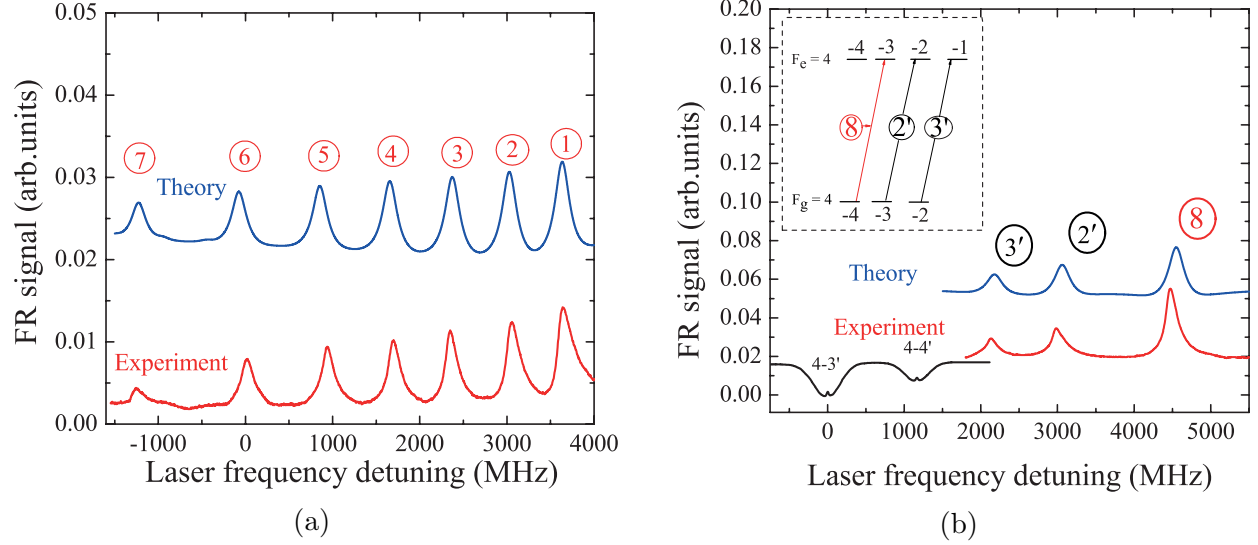 0.05
0.04
0.03
0.02
0.01
0.00
FR signal (arb.units)
7 6 5 4 3 2 1
Theory
Experiment
-1000 0 1000 2000 3000 4000
Laser frequency detuning (MHz)
(a)
0.20
0.18
0.16
0.14
0.12
0.10
0.08
0.06
0.04
0.02
0.00
FR signal (arb.units)
-4 -3 -2 -1
Fe = 4
8 2' 3'
Fg = 4
-4 -3 -2
3′ 2′ 8
Theory
Experiment
4-3' 4-4'
0 1000 2000 3000 4000 5000
Laser frequency detuning (MHz)
(b)